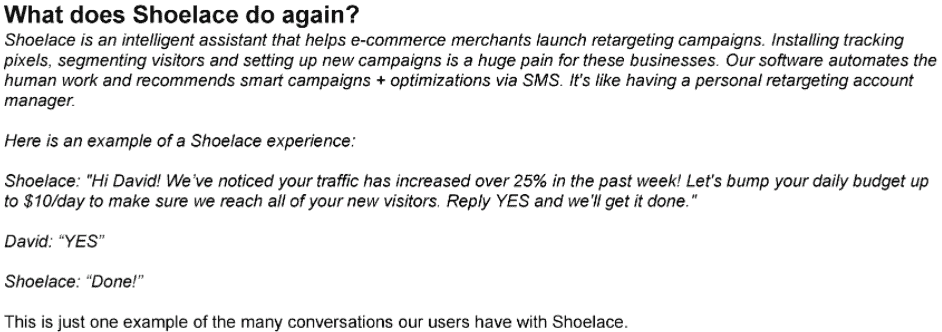 What does Shoelace do again?
Shoelace is an intelligent assistant that helps e-commerce merchants launch retargeting campaigns. Installing tracking
pixels, segmenting visitors and setting up new campaigns is a huge pain for these businesses. Our software automates the
human work and recommends smart campaigns + optimizations via SMS. It's like having a personal retargeting account
manager.
Here is an example of a Shoelace experience:
Shoelace: "Hi David! We’ve noticed your traffic has increased over 25% in the past week! Let's bump your daily budget up
to $10/day to make sure we reach all of your new visitors. Reply YES and we'll get it done."
David: “YES”
Shoelace: “Done!”
This is just one example of the many conversations our users have with Shoelace.